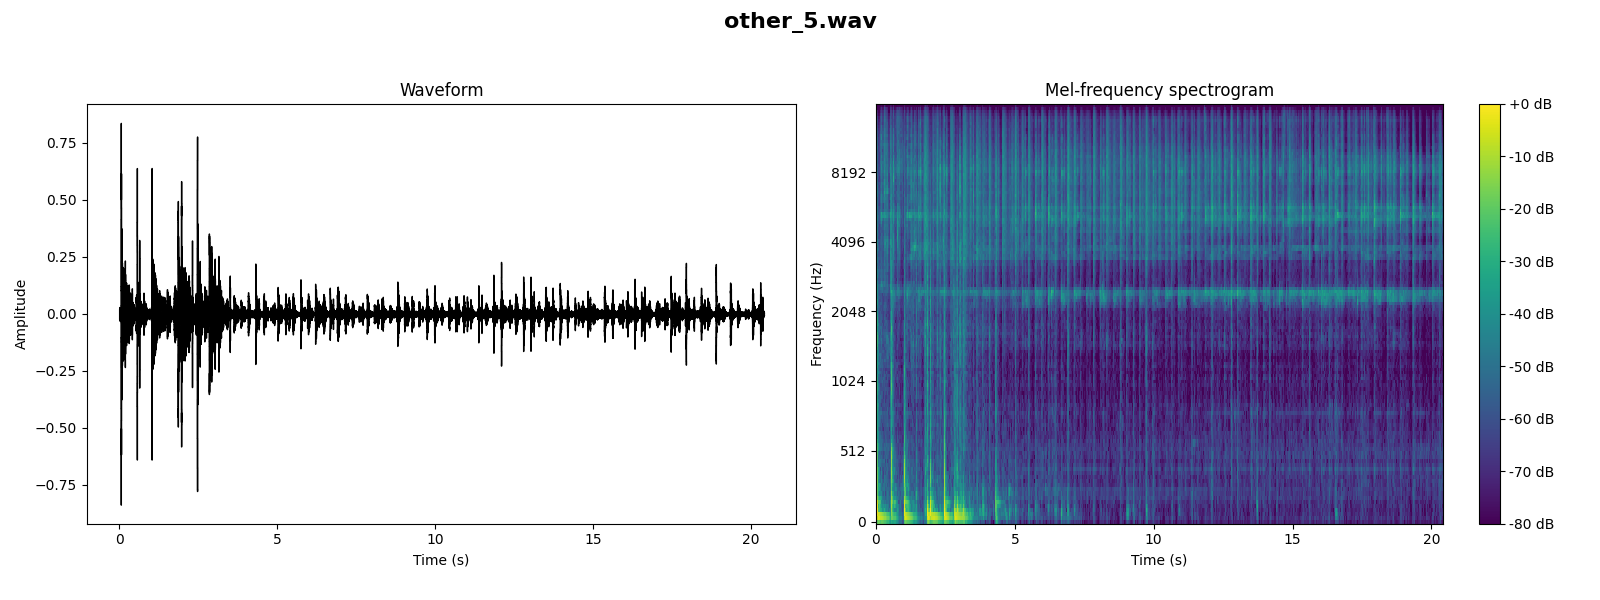 other_5.wav
Waveform
Amplitude
0.75
0.50
0.25
0.00
−0.25
−0.50
−0.75
0
5
10
15
20
Time (s)
Mel-frequency spectrogram
Frequency (Hz)
8192
4096
2048
1024
512
0
0
5
10
15
20
Time (s)
+0 dB
-10 dB
-20 dB
-30 dB
-40 dB
-50 dB
-60 dB
-70 dB
-80 dB